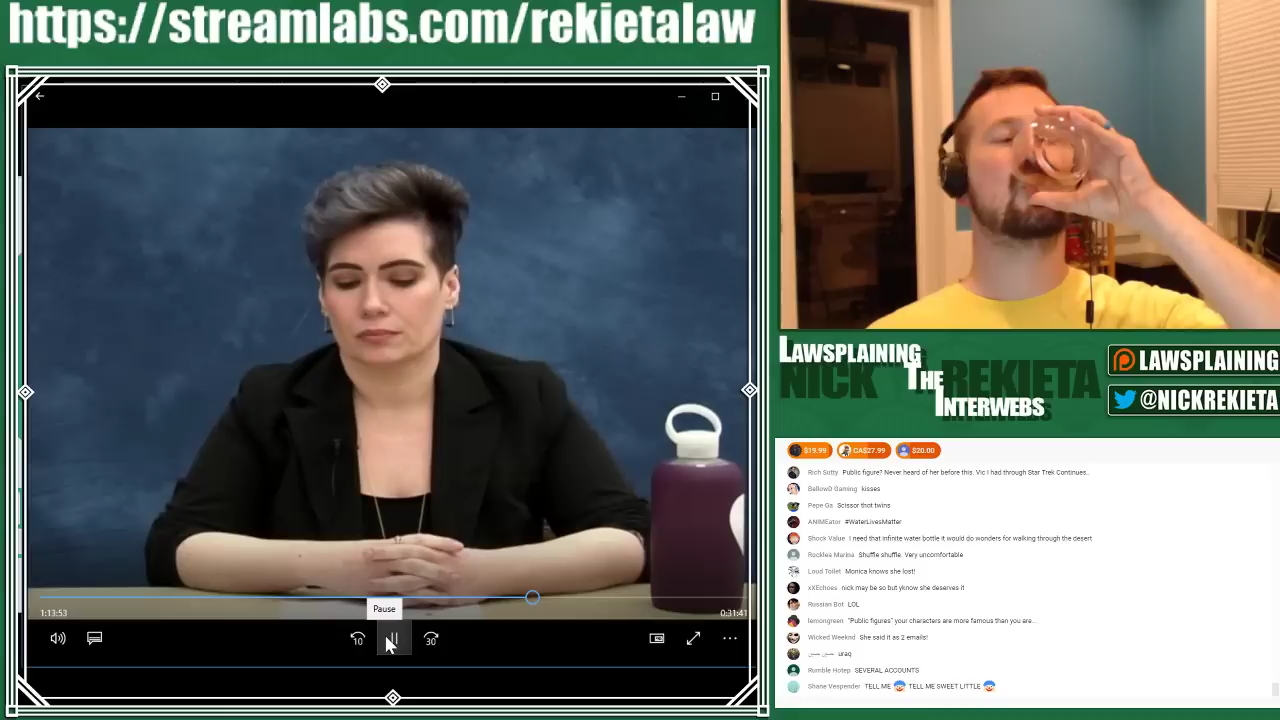 https://streamlabs.com/rekietalaw
Pause
1:13:53
0:31:41
10
30
LAWSPLAINING
THE
INTERWEBS
NICK REKIETA
LAWSPLAINING
@NICKREKIETA
$19.99 CA$27.99 $20.00
Rich Sutty Public figure? Never heard of her before this. Vic I had through Star Trek Continues..
BellowD Gaming kisses
Pepe Ga Scissor twins
ANIMEator #WaterLivesMatter
Shock Value I need that infinite water bottle it would do wonders for walking through the desert
Rocklea Marina Shuffle shuffle. Very uncomfortable
Loud Toilet Monica knows she lost!
xXEchoes nick may be so but yknow she deserves it
Russian Bot LOL
lemongreen "Public figures" your characters are more famous than you are...
Wicked Weeknd She said it as 2 emails!
uraq
Rumble Hotep SEVERAL ACCOUNTS
Shane Vespender TELL ME TELL ME SWEET LITTLE